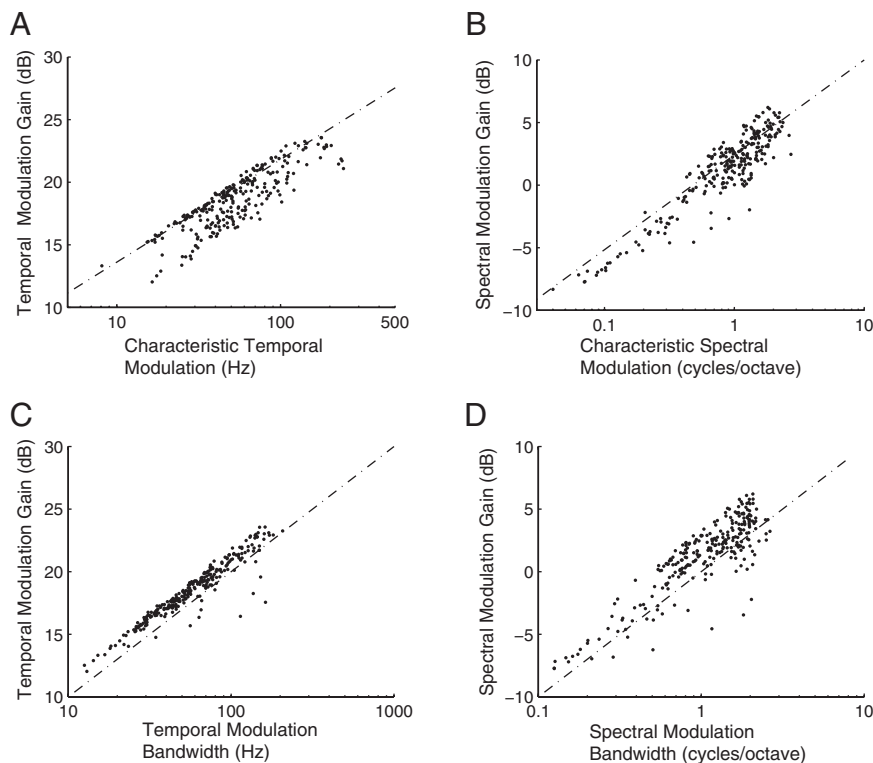 A
Temporal Modulation Gain (dB)
30
25
20
15
10
10
100
500
Characteristic Temporal
Modulation (Hz)
B
Spectral Modulation Gain (dB)
10
5
0
−5
−10
0.1
1
10
Characteristic Spectral
Modulation (cycles/octave)
C
Temporal Modulation Gain (dB)
30
25
20
15
10
10
100
1000
Temporal Modulation
Bandwidth (Hz)
D
Spectral Modulation Gain (dB)
10
5
0
−5
−10
0.1
1
10
Spectral Modulation
Bandwidth (cycles/octave)